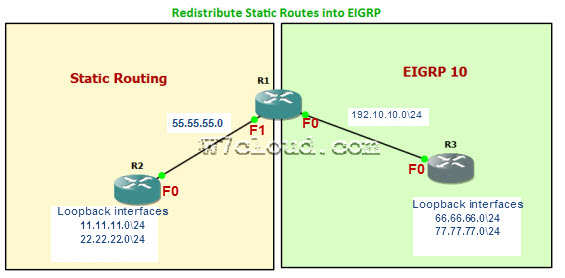 Redistribute Static Routes into EIGRP
Static Routing
EIGRP 10
R1
55.55.55.0
F1
F0
192.10.10.0\24
w7cloud.com
R2
F0
R3
F0
Loopback interfaces
11.11.11.0\24
22.22.22.0\24
Loopback interfaces
66.66.66.0\24
77.77.77.0\24